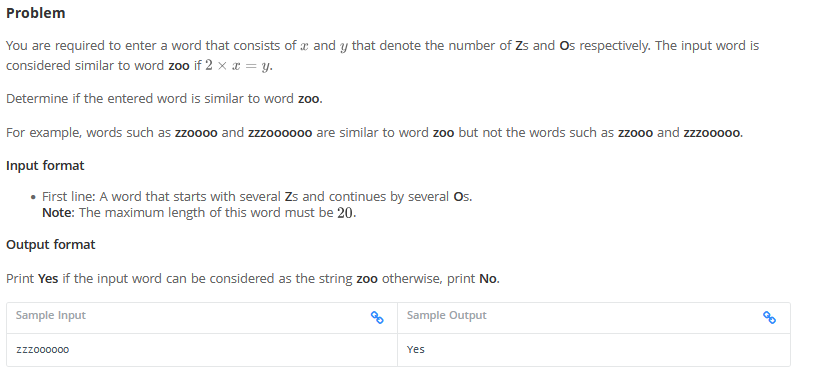 Problem
You are required to enter a word that consists of x and y that denote the number of Zs and Os respectively. The input word is
considered similar to word zoo if 2 × x = y.
Determine if the entered word is similar to word zoo.
For example, words such as zzoooo and zzzoooooo are similar to word zoo but not the words such as zzooo and zzzooooo.
Input format
• First line: A word that starts with several Zs and continues by several Os.
Note: The maximum length of this word must be 20.
Output format
Print Yes if the input word can be considered as the string zoo otherwise, print No.
Sample Input Sample Output
zzzoooooo Yes